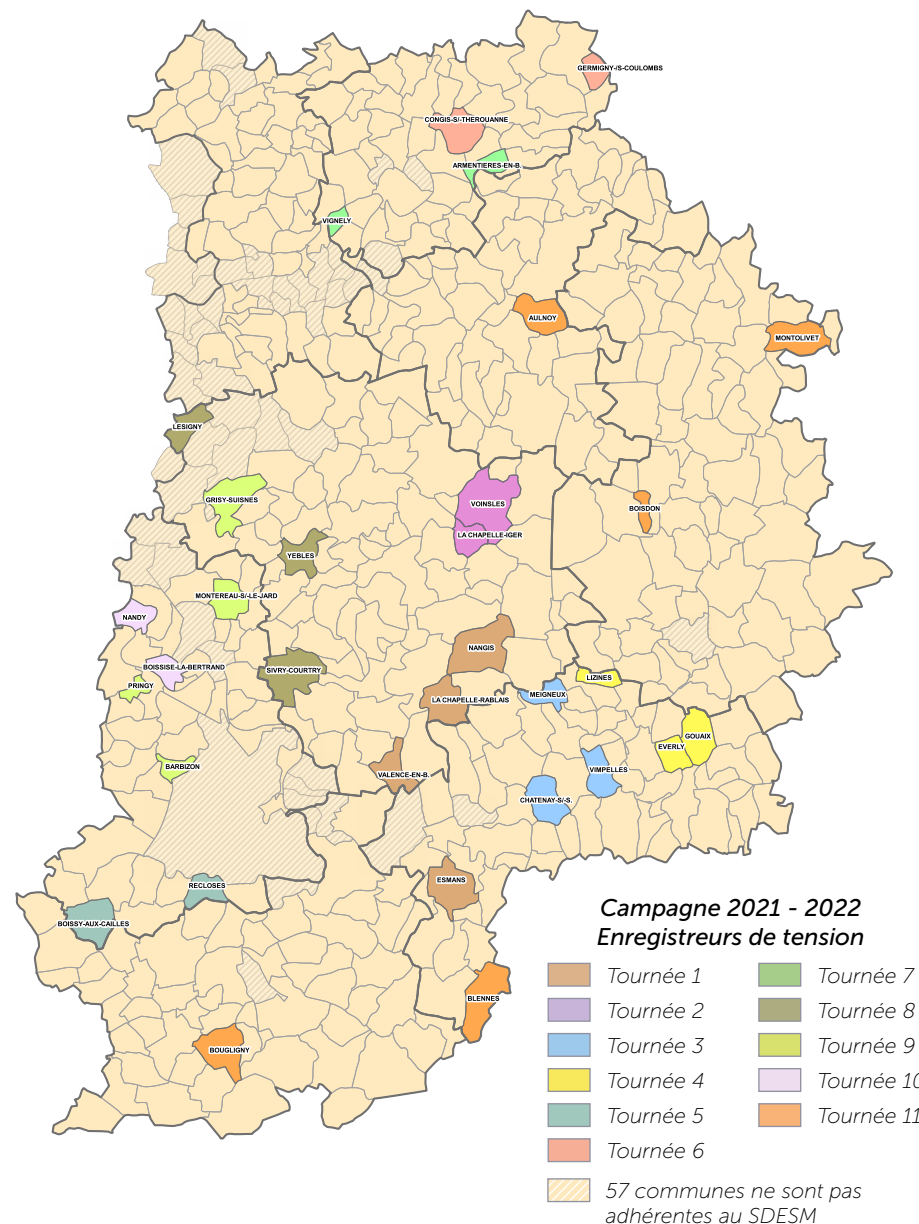 GERMIGNY-/S-COULOMBS
CONGIS-S/-THEROUANNE
ARMENTIERES-EN-B.
VIGNELY
AULNOY
MONTOLIVET
LESIGNY
GRISY-SUISNES
VOINSLES
BOISDON
LA CHAPELLE-IGER
YEBLES
MONTEREAU-S/-LE-JARD
NANDY
NANGIS
BOISSISE-LA-BERTRAND
SIVRY-COURTRY
LIZINES
PRINGY
MEIGNEUX
LA CHAPELLE-RABLAIS
GOUAIX
EVERLY
BARBIZON
VIMPELLES
VALENCE-EN-B.
CHATENAY-S/-S.
ESMANS
RECLOSES
BOISSY-AUX-CAILLES
BLENNES
BOUGLIGNY
Campagne 2021 - 2022
Enregistreurs de tension
Tournée 1
Tournée 2
Tournée 3
Tournée 4
Tournée 5
Tournée 6
Tournée 7
Tournée 8
Tournée 9
Tournée 10
Tournée 11
57 communes ne sont pas
adhérentes au SDESM